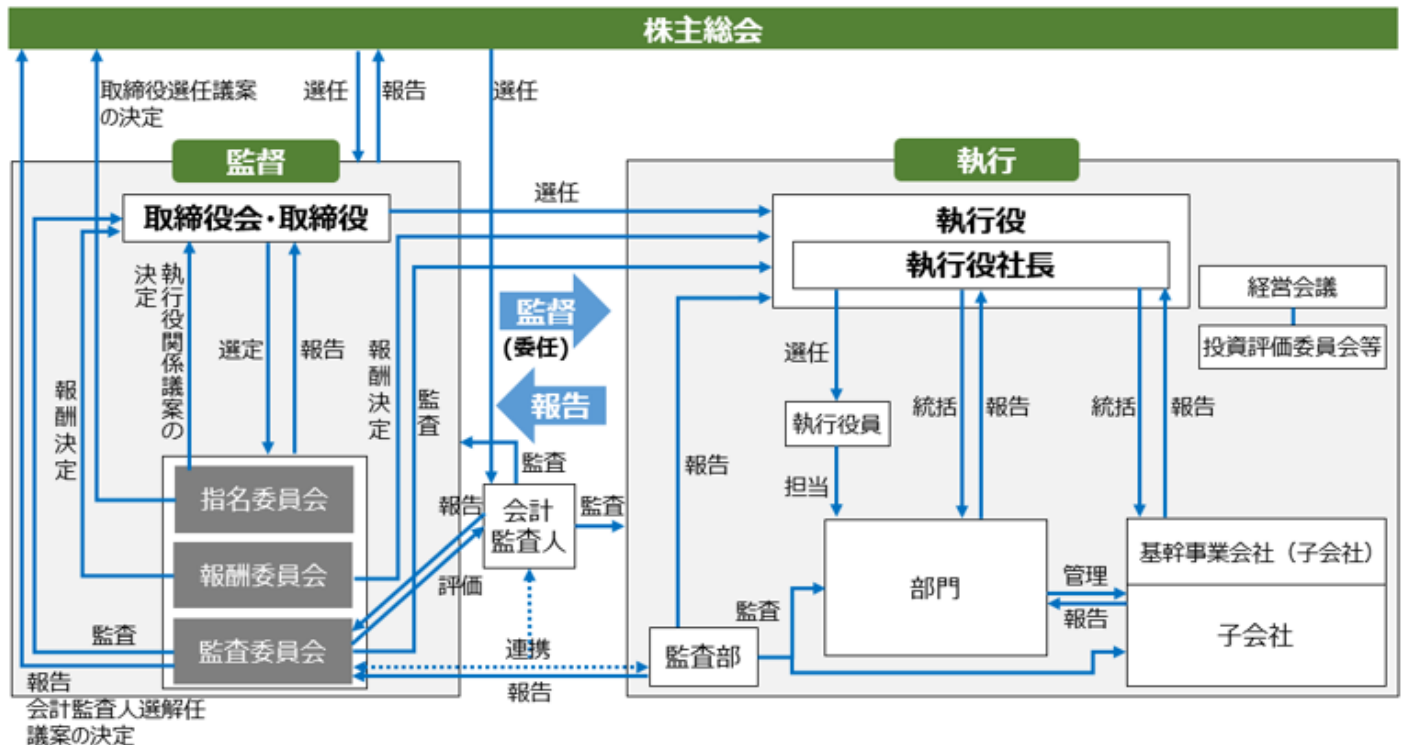 株主総会
取締役選任議案
の決定
選任
報告
選任
監督
執行
取締役会・取締役
選任
執行役
執行役社長
経営会議
投資評価委員会等
執行役関係議案の
決定
選定
報告
報酬決定
報酬決定
監査
監督
(委任)
報告
選任
統括
報告
統括
報告
執行役員
担当
報告
監査
指名委員会
報酬委員会
監査委員会
報告
評価
会計
監査人
監査
部門
管理
報告
基幹事業会社（子会社）
子会社
監査
監査部
監査
連携
報告
報告
会計監査人選解任
議案の決定